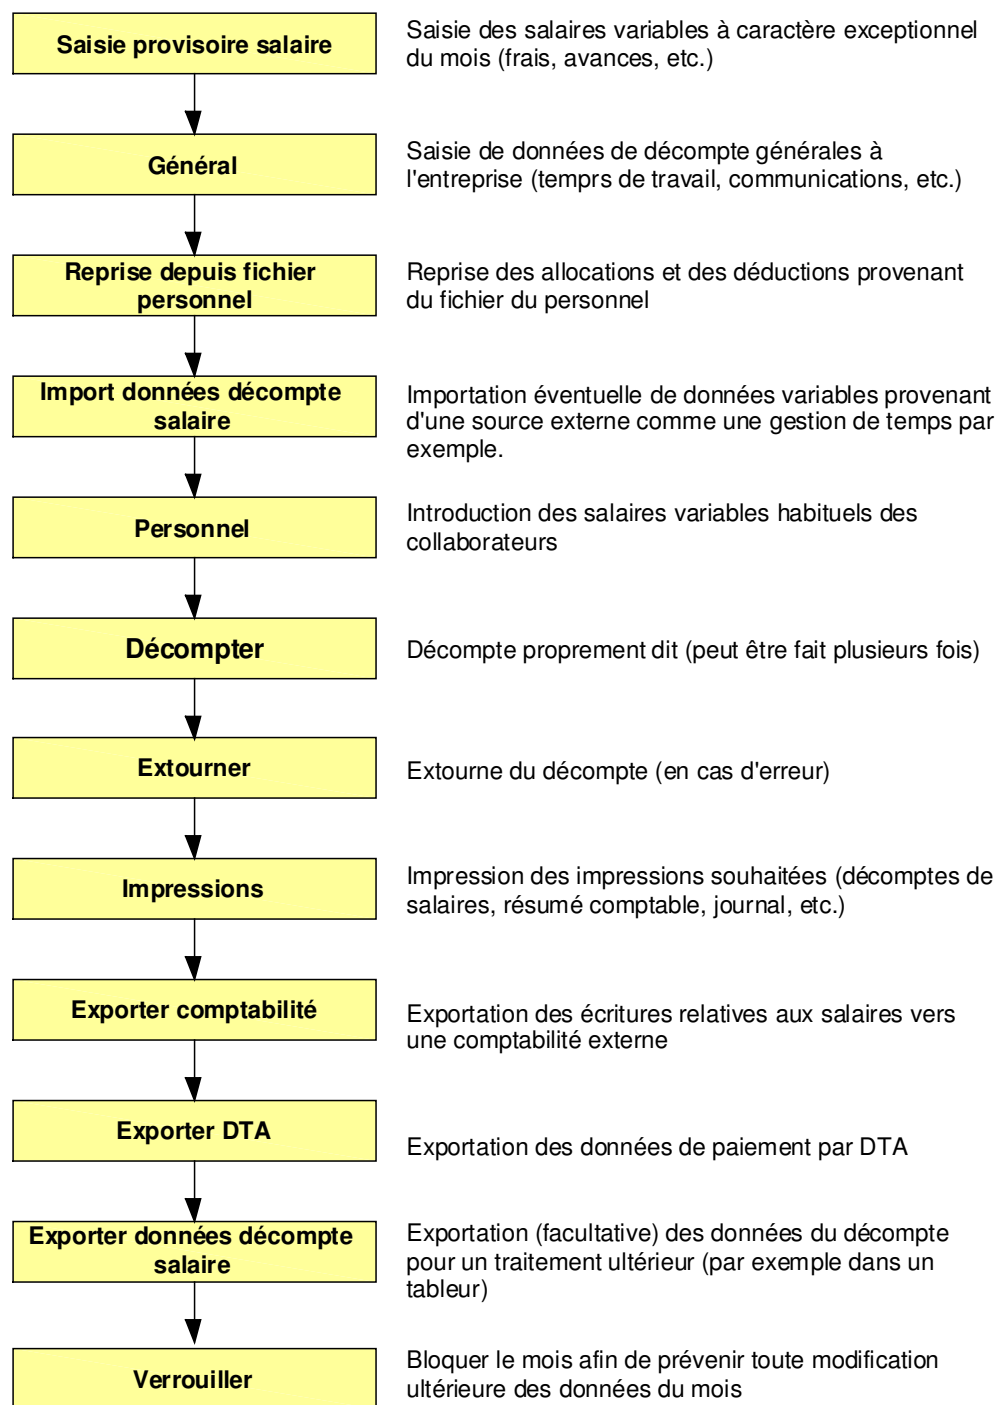 Saisie provisoire salaire
Saisie des salaires variables à caractère exceptionnel
du mois (frais, avances, etc.)
Général
Saisie de données de décompte générales à
l'entreprise (temprs de travail, communications, etc.)
Reprise depuis fichier
personnel
Reprise des allocations et des déductions provenant
du fichier du personnel
Import données décompte
salaire
Importation éventuelle de données variables provenant
d'une source externe comme une gestion de temps par
exemple.
Personnel
Introduction des salaires variables habituels des
collaborateurs
Décompter
Décompte proprement dit (peut être fait plusieurs fois)
Extourner
Extourne du décompte (en cas d'erreur)
Impressions
Impression des impressions souhaitées (décomptes de
salaires, résumé comptable, journal, etc.)
Exporter comptabilité
Exportation des écritures relatives aux salaires vers
une comptabilité externe
Exporter DTA
Exportation des données de paiement par DTA
Exporter données décompte
salaire
Exportation (facultative) des données du décompte
pour un traitement ultérieur (par exemple dans un
tableur)
Verrouiller
Bloquer le mois afin de prévenir toute modification
ultérieure des données du mois